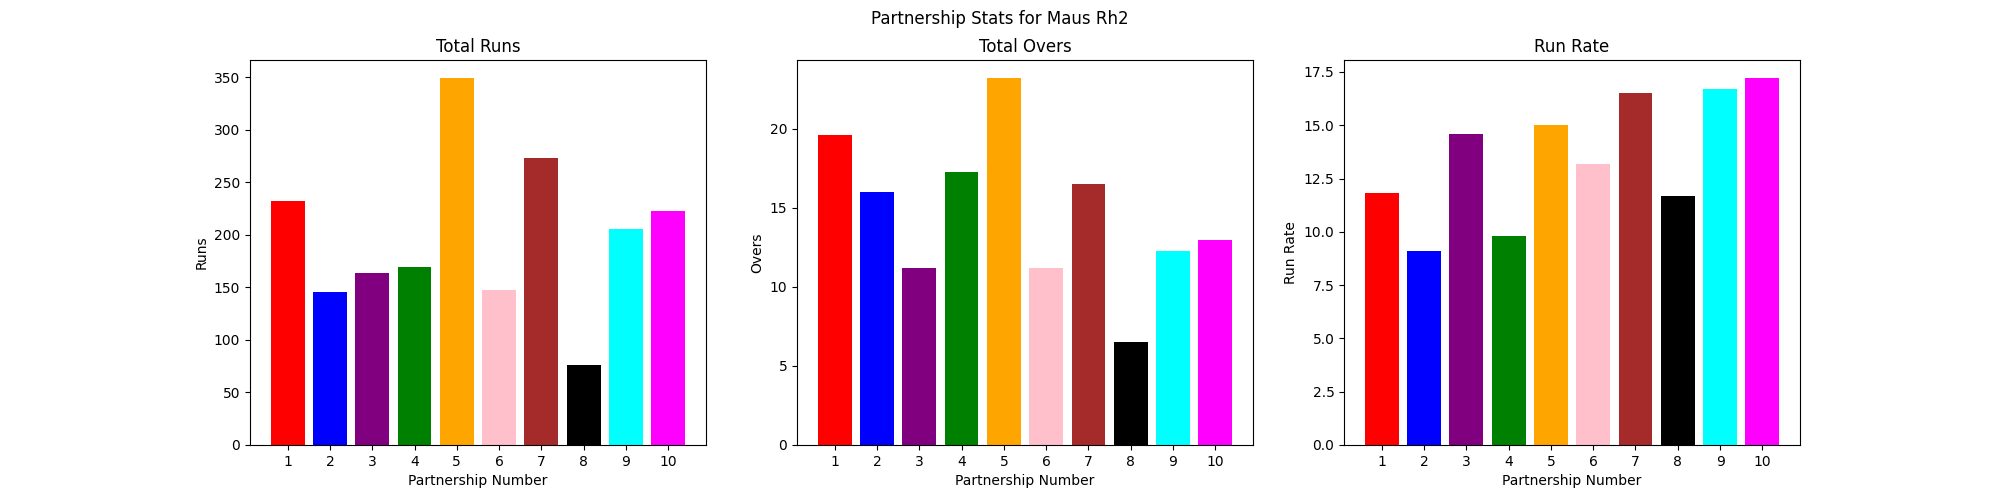 Partnership Stats for Maus Rh2
Total Runs
Runs
350
300
250
200
150
100
50
0
1 2 3 4 5 6 7 8 9 10
Partnership Number
Total Overs
Overs
20
15
10
5
0
1 2 3 4 5 6 7 8 9 10
Partnership Number
Run Rate
Run Rate
17.5
15.0
12.5
10.0
7.5
5.0
2.5
0.0
1 2 3 4 5 6 7 8 9 10
Partnership Number